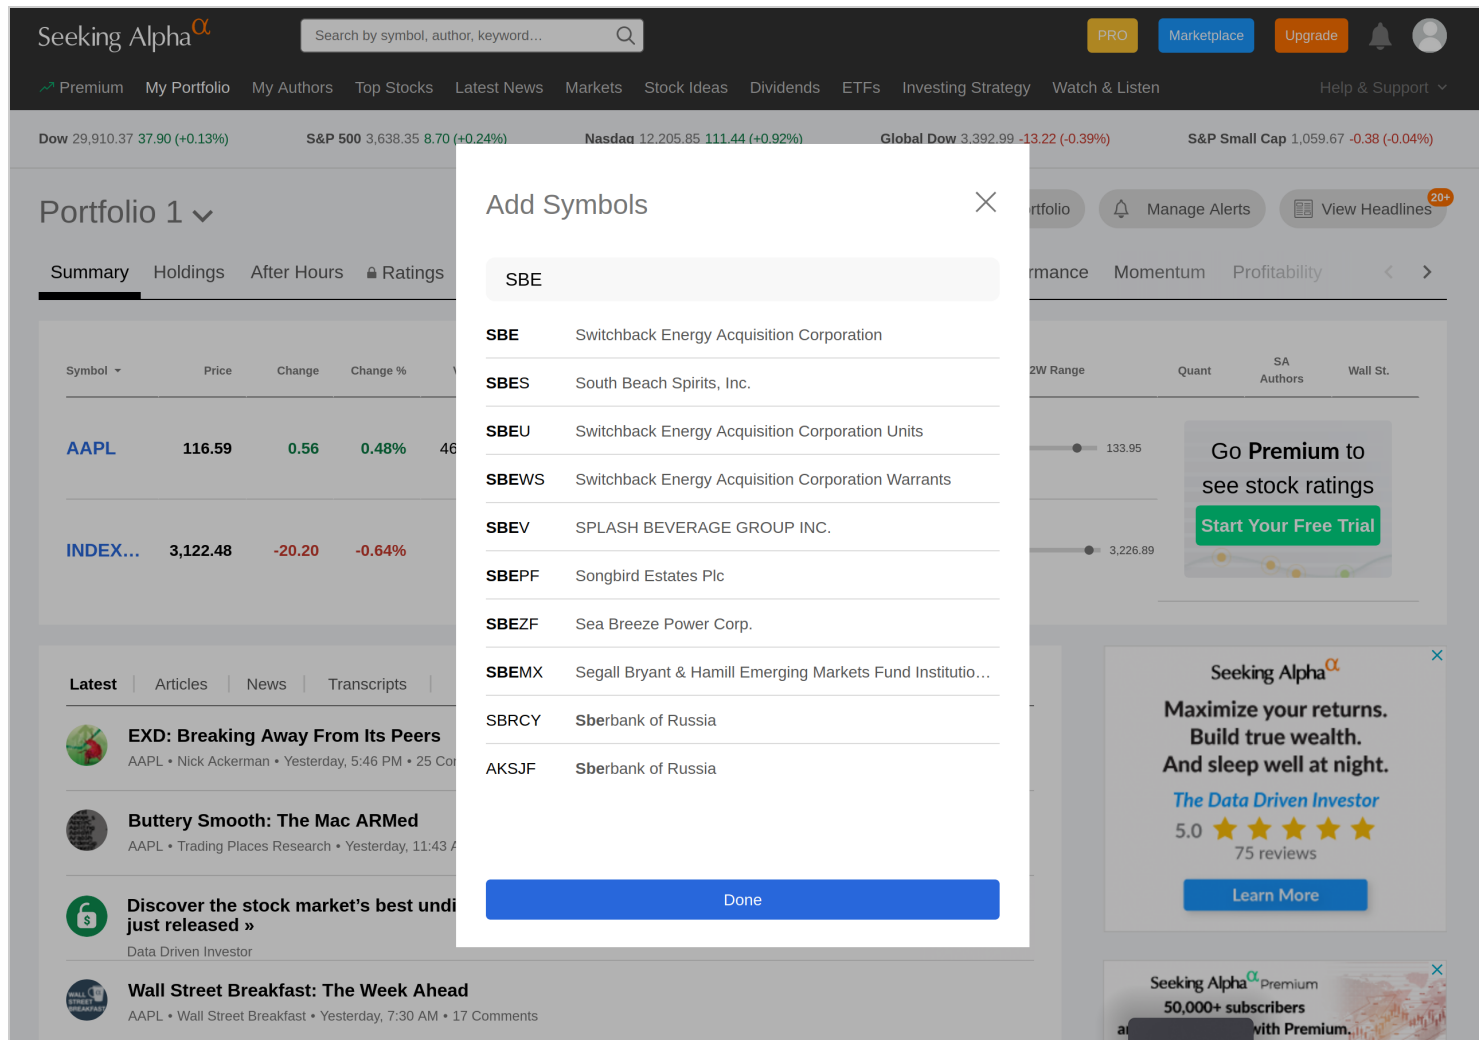 Seeking Alpha α
Search by symbol, author, keyword...
PRO
Marketplace
Upgrade
Premium My Portfolio My Authors Top Stocks Latest News Markets Stock Ideas Dividends ETFs Investing Strategy Watch & Listen Help & Support
Dow 29,910.37 37.90 (+0.13%) S&P 500 3,638.35 8.70 (+0.24%) Nasdaq 12,205.85 111.44 (+0.92%) Global Dow 3,392.99 -13.22 (-0.39%) S&P Small Cap 1,059.67 -0.38 (-0.04%)
Portfolio 1
Manage Alerts
View Headlines
20+
Summary Holdings After Hours Ratings Momentum Profitability
Symbol Price Change Change % Range Quant SA Authors Wall St.
AAPL 116.59 0.56 0.48% 133.95
INDEX... 3,122.48 -20.20 -0.64% 3,226.89
Go Premium to
see stock ratings
Start Your Free Trial
Add Symbols
SBE
SBE Switchback Energy Acquisition Corporation
SBES South Beach Spirits, Inc.
SBEU Switchback Energy Acquisition Corporation Units
SBEWS Switchback Energy Acquisition Corporation Warrants
SBEV SPLASH BEVERAGE GROUP INC.
SBEPF Songbird Estates Plc
SBEZF Sea Breeze Power Corp.
SBEMX Segall Bryant & Hamill Emerging Markets Fund Institutio...
SBRCY Sberbank of Russia
AKSJF Sberbank of Russia
Done
Latest Articles News Transcripts
EXD: Breaking Away From Its Peers
AAPL • Nick Ackerman • Yesterday, 5:46 PM • 25
Buttery Smooth: The Mac ARMed
AAPL • Trading Places Research • Yesterday, 11:43
Discover the stock market's best
just released »
Data Driven Investor
WALL STREET BREAKFAST
Wall Street Breakfast: The Week Ahead
AAPL • Wall Street Breakfast • Yesterday, 7:30 AM • 17 Comments
Seeking Alpha α
Maximize your returns.
Build true wealth.
And sleep well at night.
The Data Driven Investor
5.0
75 reviews
Learn More
Seeking Alpha α Premium
50,000+ subscribers
with Premium.